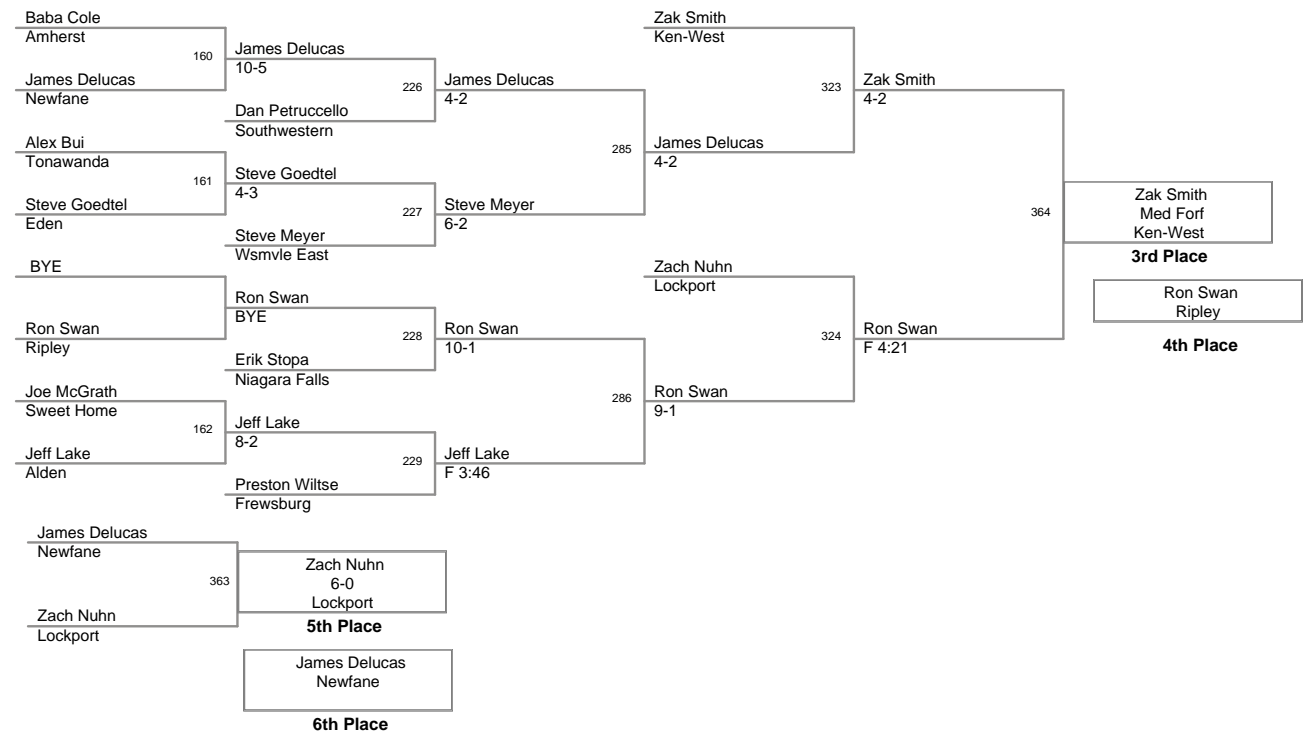 Baba Cole
Amherst
160
James Delucas
Newfane
James Delucas
10-5
226
Dan Petruccello
Southwestern
James Delucas
4-2
Alex Bui
Tonawanda
161
Steve Goedtel
Eden
Steve Goedtel
4-3
227
Steve Meyer
Wsmvle East
Steve Meyer
6-2
285
James Delucas
4-2
Zak Smith
Ken-West
323
Zak Smith
4-2
BYE
Ron Swan
Ripley
Ron Swan
BYE
228
Erik Stopa
Niagara Falls
Ron Swan
10-1
Joe McGrath
Sweet Home
162
Jeff Lake
Alden
Jeff Lake
8-2
229
Preston Wiltse
Frewsburg
Jeff Lake
F 3:46
286
Ron Swan
9-1
Zach Nuhn
Lockport
324
Ron Swan
F 4:21
364
Zak Smith
Med Forf
Ken-West
3rd Place
Ron Swan
Ripley
4th Place
James Delucas
Newfane
363
Zach Nuhn
Lockport
Zach Nuhn
6-0
Lockport
5th Place
James Delucas
Newfane
6th Place